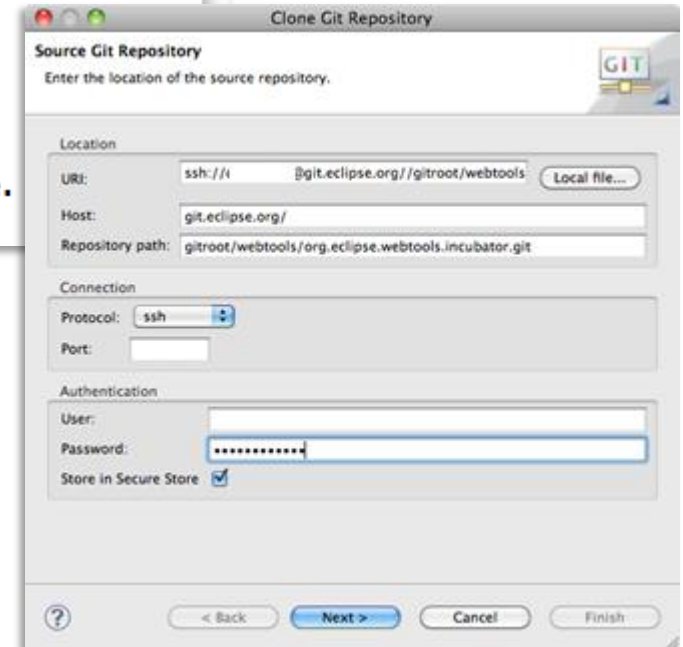 Clone Git Repository
Source Git Repository
Enter the location of the source repository.
GIT
Location
URI: ssh:// @git.eclipse.org//gitroot/webtools Local file...
Host: git.eclipse.org/
Repository path: gitroot/webtools/org.eclipse.webtools.incubator.git
Connection
Protocol: ssh
Port:
Authentication
User:
Password: ••••••••••••
Store in Secure Store
? < Back Next > Cancel Finish